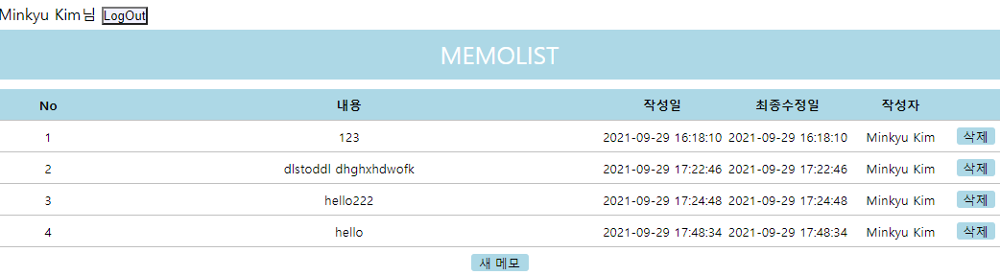 Minkyu Kim님 LogOut
MEMOLIST
No 내용 작성일 최종수정일 작성자
1 123 2021-09-29 16:18:10 2021-09-29 16:18:10 Minkyu Kim 삭제
2 dlstoddl dhghxhdwofk 2021-09-29 17:22:46 2021-09-29 17:22:46 Minkyu Kim 삭제
3 hello222 2021-09-29 17:24:48 2021-09-29 17:24:48 Minkyu Kim 삭제
4 hello 2021-09-29 17:48:34 2021-09-29 17:48:34 Minkyu Kim 삭제
새 메모